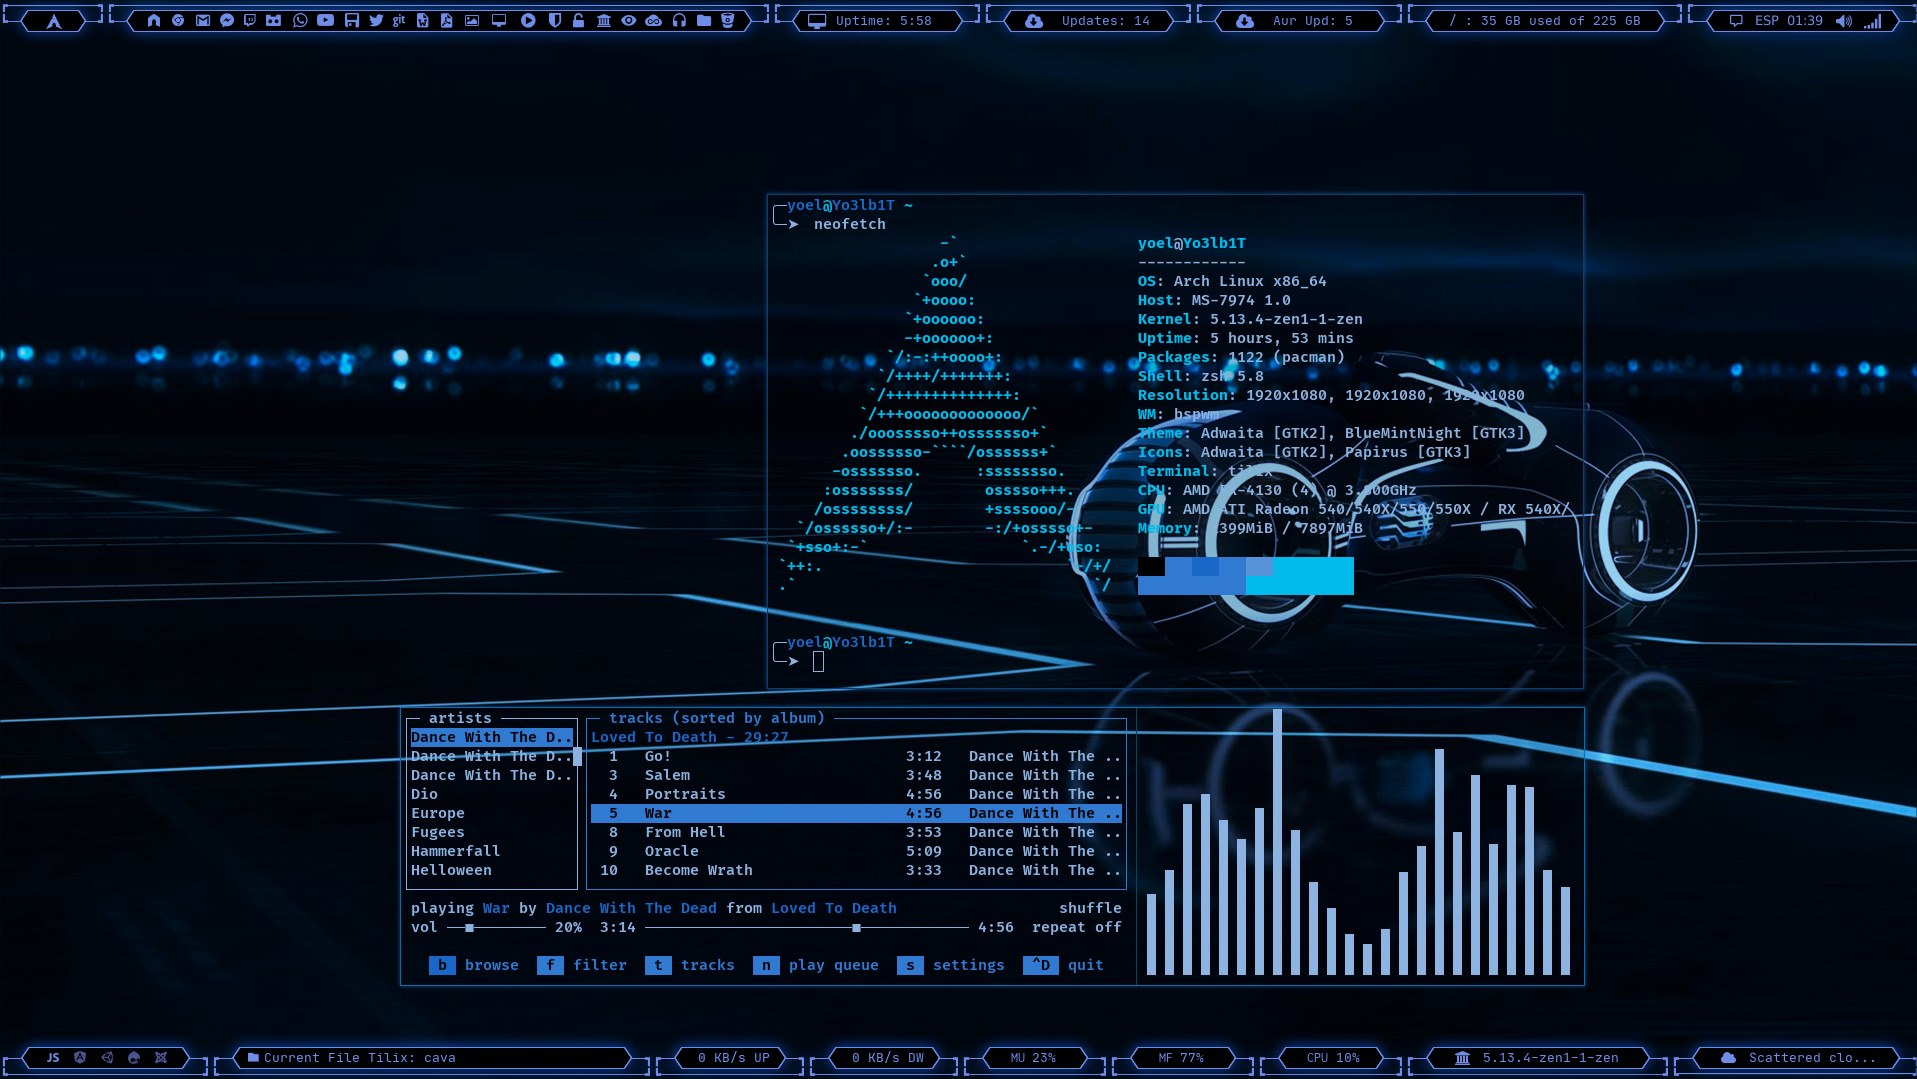 Uptime: 5:58
Updates: 14
Aur Upd: 5
/ : 35 GB used of 225 GB
ESP 01:39
git
yoel@Yo3lb1T ~
neofetch
yoel@Yo3lb1T
------------
OS: Arch Linux x86_64
Host: MS-7974 1.0
Kernel: 5.13.4-zen1-1-zen
Uptime: 5 hours, 53 mins
Packages: 1122 (pacman)
Shell: zsh 5.8
Resolution: 1920x1080, 1920x1080, 1920x1080
WM: bspwm
Theme: Adwaita [GTK2], BlueMintNight [GTK3]
Icons: Adwaita [GTK2], Papirus [GTK3]
Terminal: tilix
CPU: AMD FX-4130 (4) @ 3.800GHz
GPU: AMD ATI Radeon 540/540X/550/550X / RX 540X/
Memory: / 7897MiB
yoel@Yo3lb1T ~
artists
Dance With The D..
Dance With The D..
Dance With The D..
Dio
Europe
Fugees
Hammerfall
Helloween
tracks (sorted by album)
Loved To Death - 29:27
1 Go! 3:12 Dance With The ..
3 Salem 3:48 Dance With The ..
4 Portraits 4:56 Dance With The ..
5 War 4:56 Dance With The ..
8 From Hell 3:53 Dance With The ..
9 Oracle 5:09 Dance With The ..
10 Become Wrath 3:33 Dance With The ..
playing War by Dance With The Dead from Loved To Death shuffle
vol 20% 3:14 4:56 repeat off
b browse f filter t tracks n play queue s settings ^D quit
JS
Current File Tilix: cava
0 KB/s UP
0 KB/s DW
MU 23%
MF 77%
CPU 10%
5.13.4-zen1-1-zen
Scattered clo...